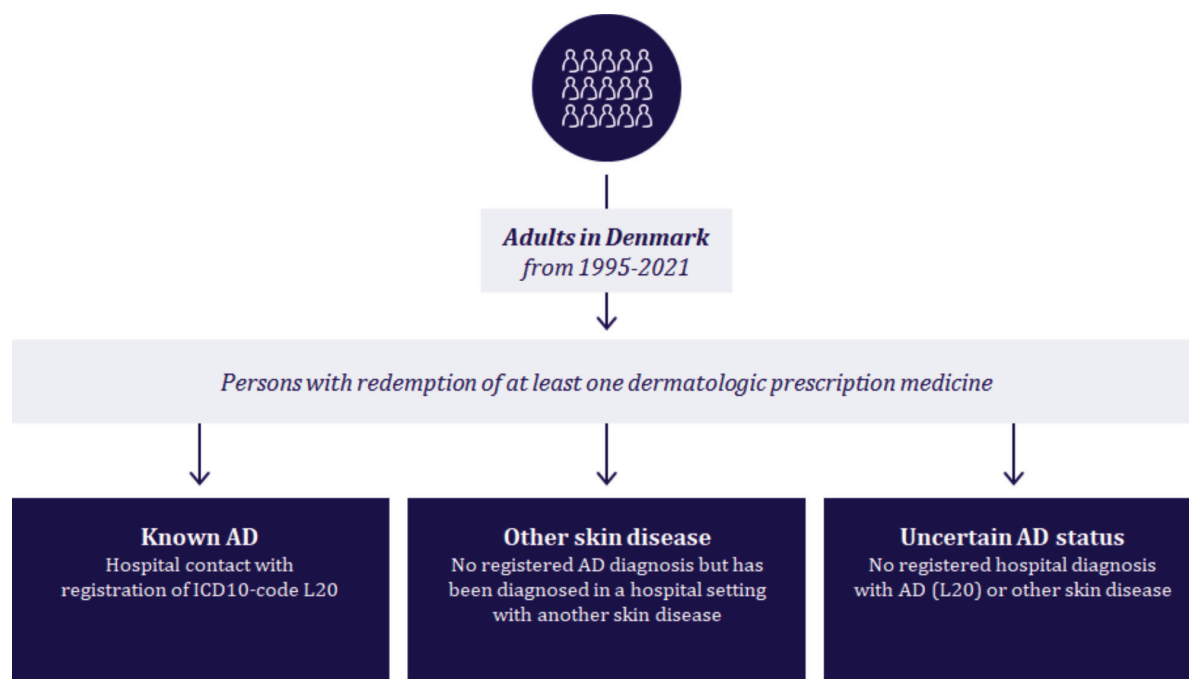 Adults in Denmark
from 1995-2021
Persons with redemption of at least one dermatologic prescription medicine
Known AD
Hospital contact with
registration of ICD10-code L20
Other skin disease
No registered AD diagnosis but has
been diagnosed in a hospital setting
with another skin disease
Uncertain AD status
No registered hospital diagnosis
with AD (L20) or other skin disease